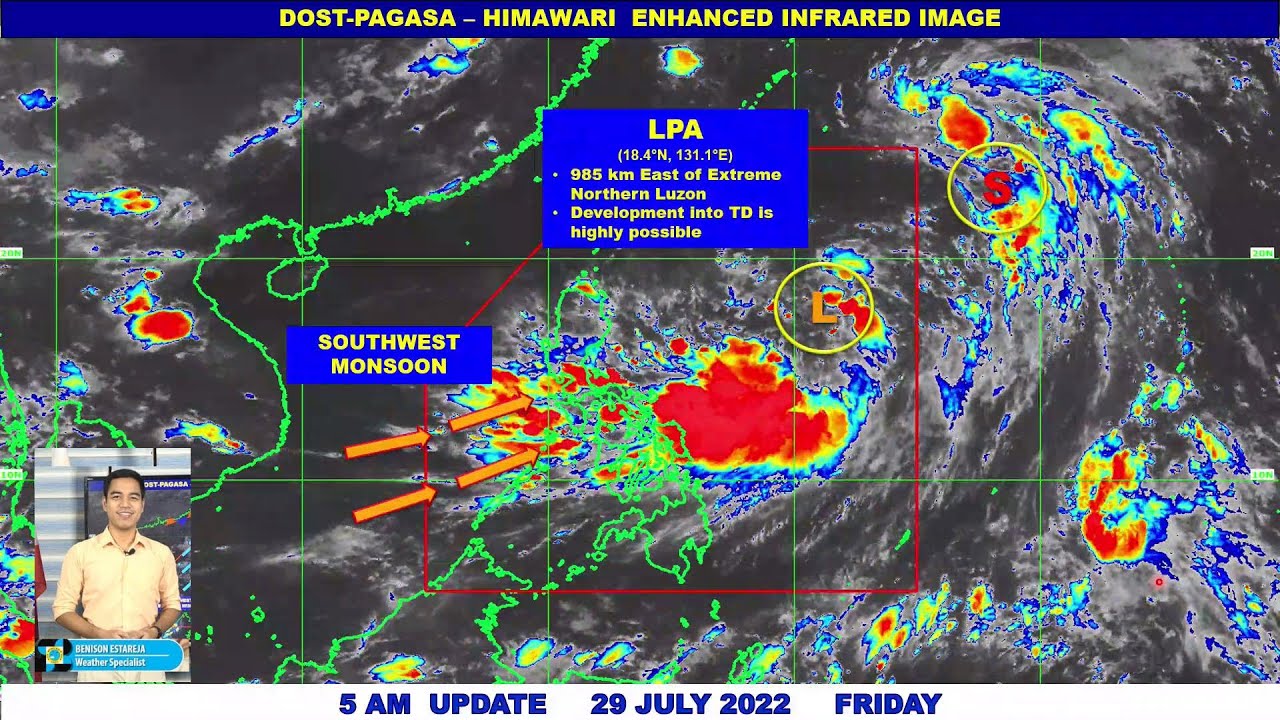 DOST-PAGASA – HIMAWARI ENHANCED INFRARED IMAGE
LPA
(18.4°N, 131.1°E)
• 985 km East of Extreme
Northern Luzon
• Development into TD is
highly possible
S
20N
20N
L
SOUTHWEST
MONSOON
10N
10N
DOST-PAGASA
BENISON ESTAREJA
Weather Specialist
5 AM UPDATE 29 JULY 2022 FRIDAY